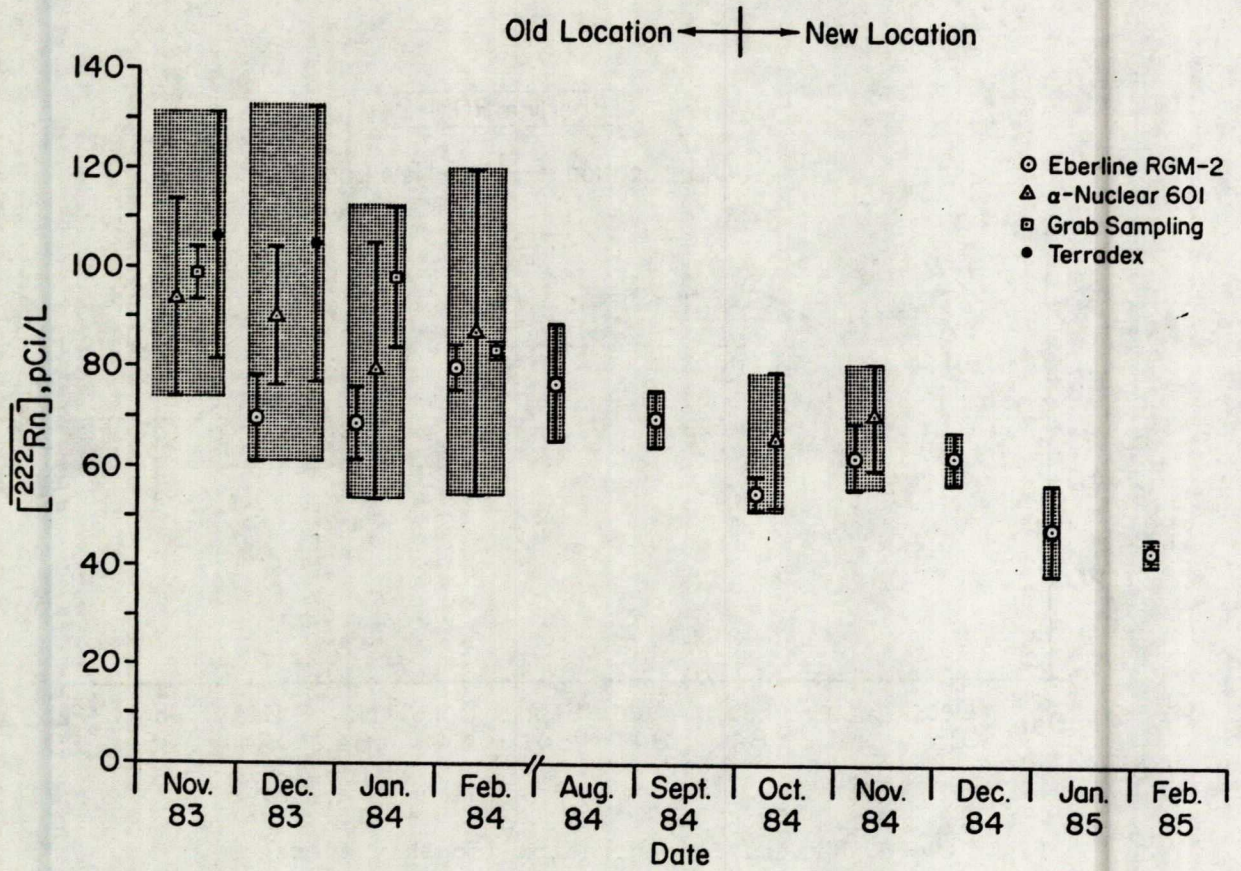 Old Location New Location
140
120
100
80
60
40
20
0
[²²²Rn], pCi/L
Eberline RGM-2
α-Nuclear 601
Grab Sampling
Terradex
Nov. Dec. Jan. Feb. Aug. Sept. Oct. Nov. Dec. Jan. Feb.
83 83 84 84 84 84 84 84 84 85 85
Date